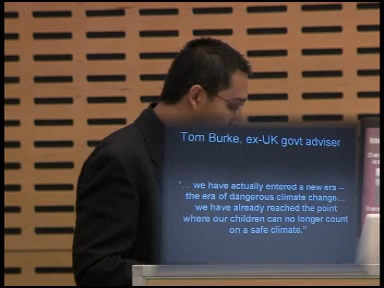 Tom Burke, ex-UK govt adviser
"... we have actually entered a new era –
the era of dangerous climate change...
we have already reached the point
where our children can no longer count
on a safe climate."